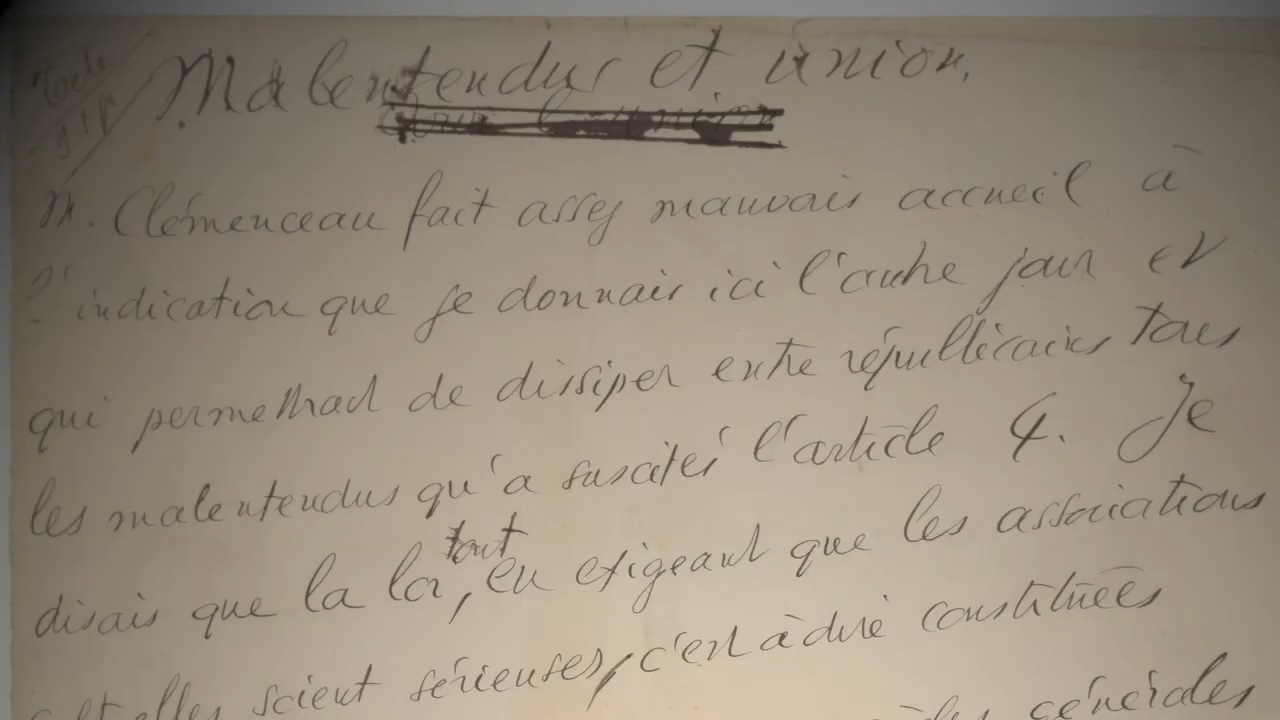 Malentendus et union.
M. Clémenceau fait assez mauvais accueil à
l'indication que je donnais ici l'autre jour et
qui permettrait de dissiper entre républicains tous
les malentendus qu'a suscités l'article 4. Je
disais que la loi, tout en exigeant que les associations
cultuelles soient sérieuses, c'est à dire constituées
générales